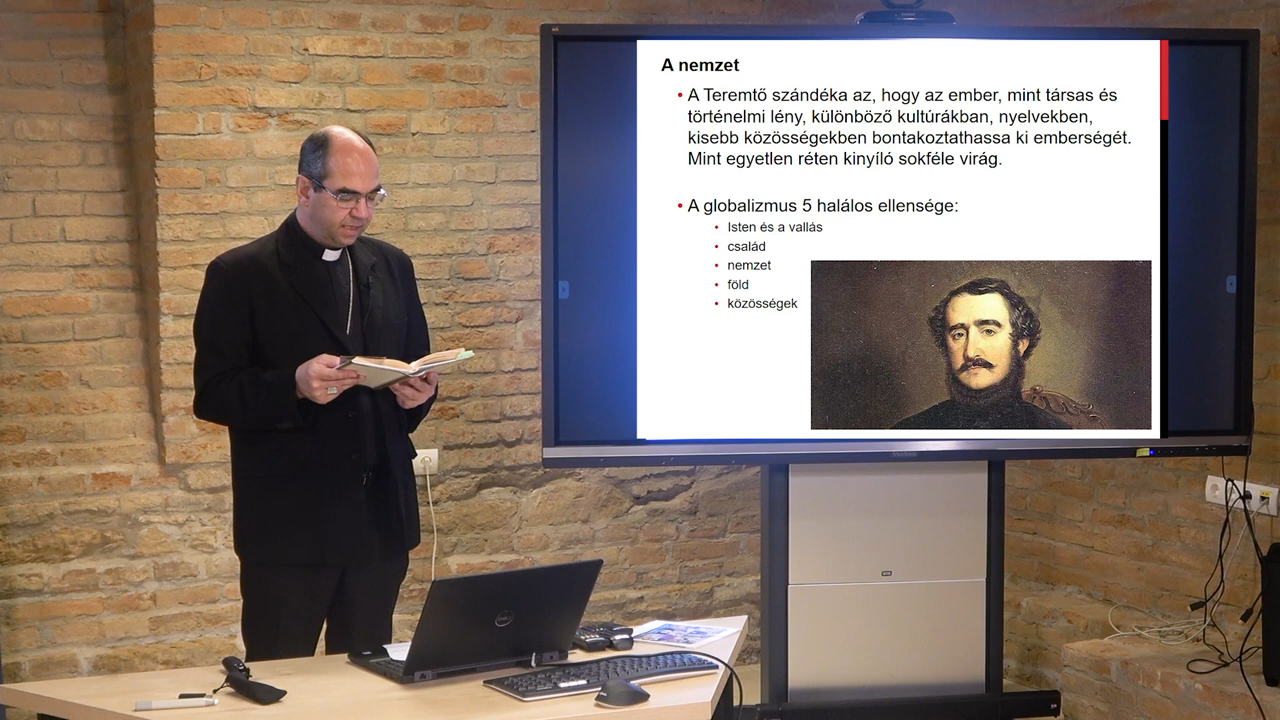 A nemzet
• A Teremtő szándéka az, hogy az ember, mint társas és
történelmi lény, különböző kultúrákban, nyelvekben,
kisebb közösségekben bontakoztathassa ki emberségét.
Mint egyetlen réten kinyíló sokféle virág.
• A globalizmus 5 halálos ellensége:
• Isten és a vallás
• család
• nemzet
• föld
• közösségek
DELL